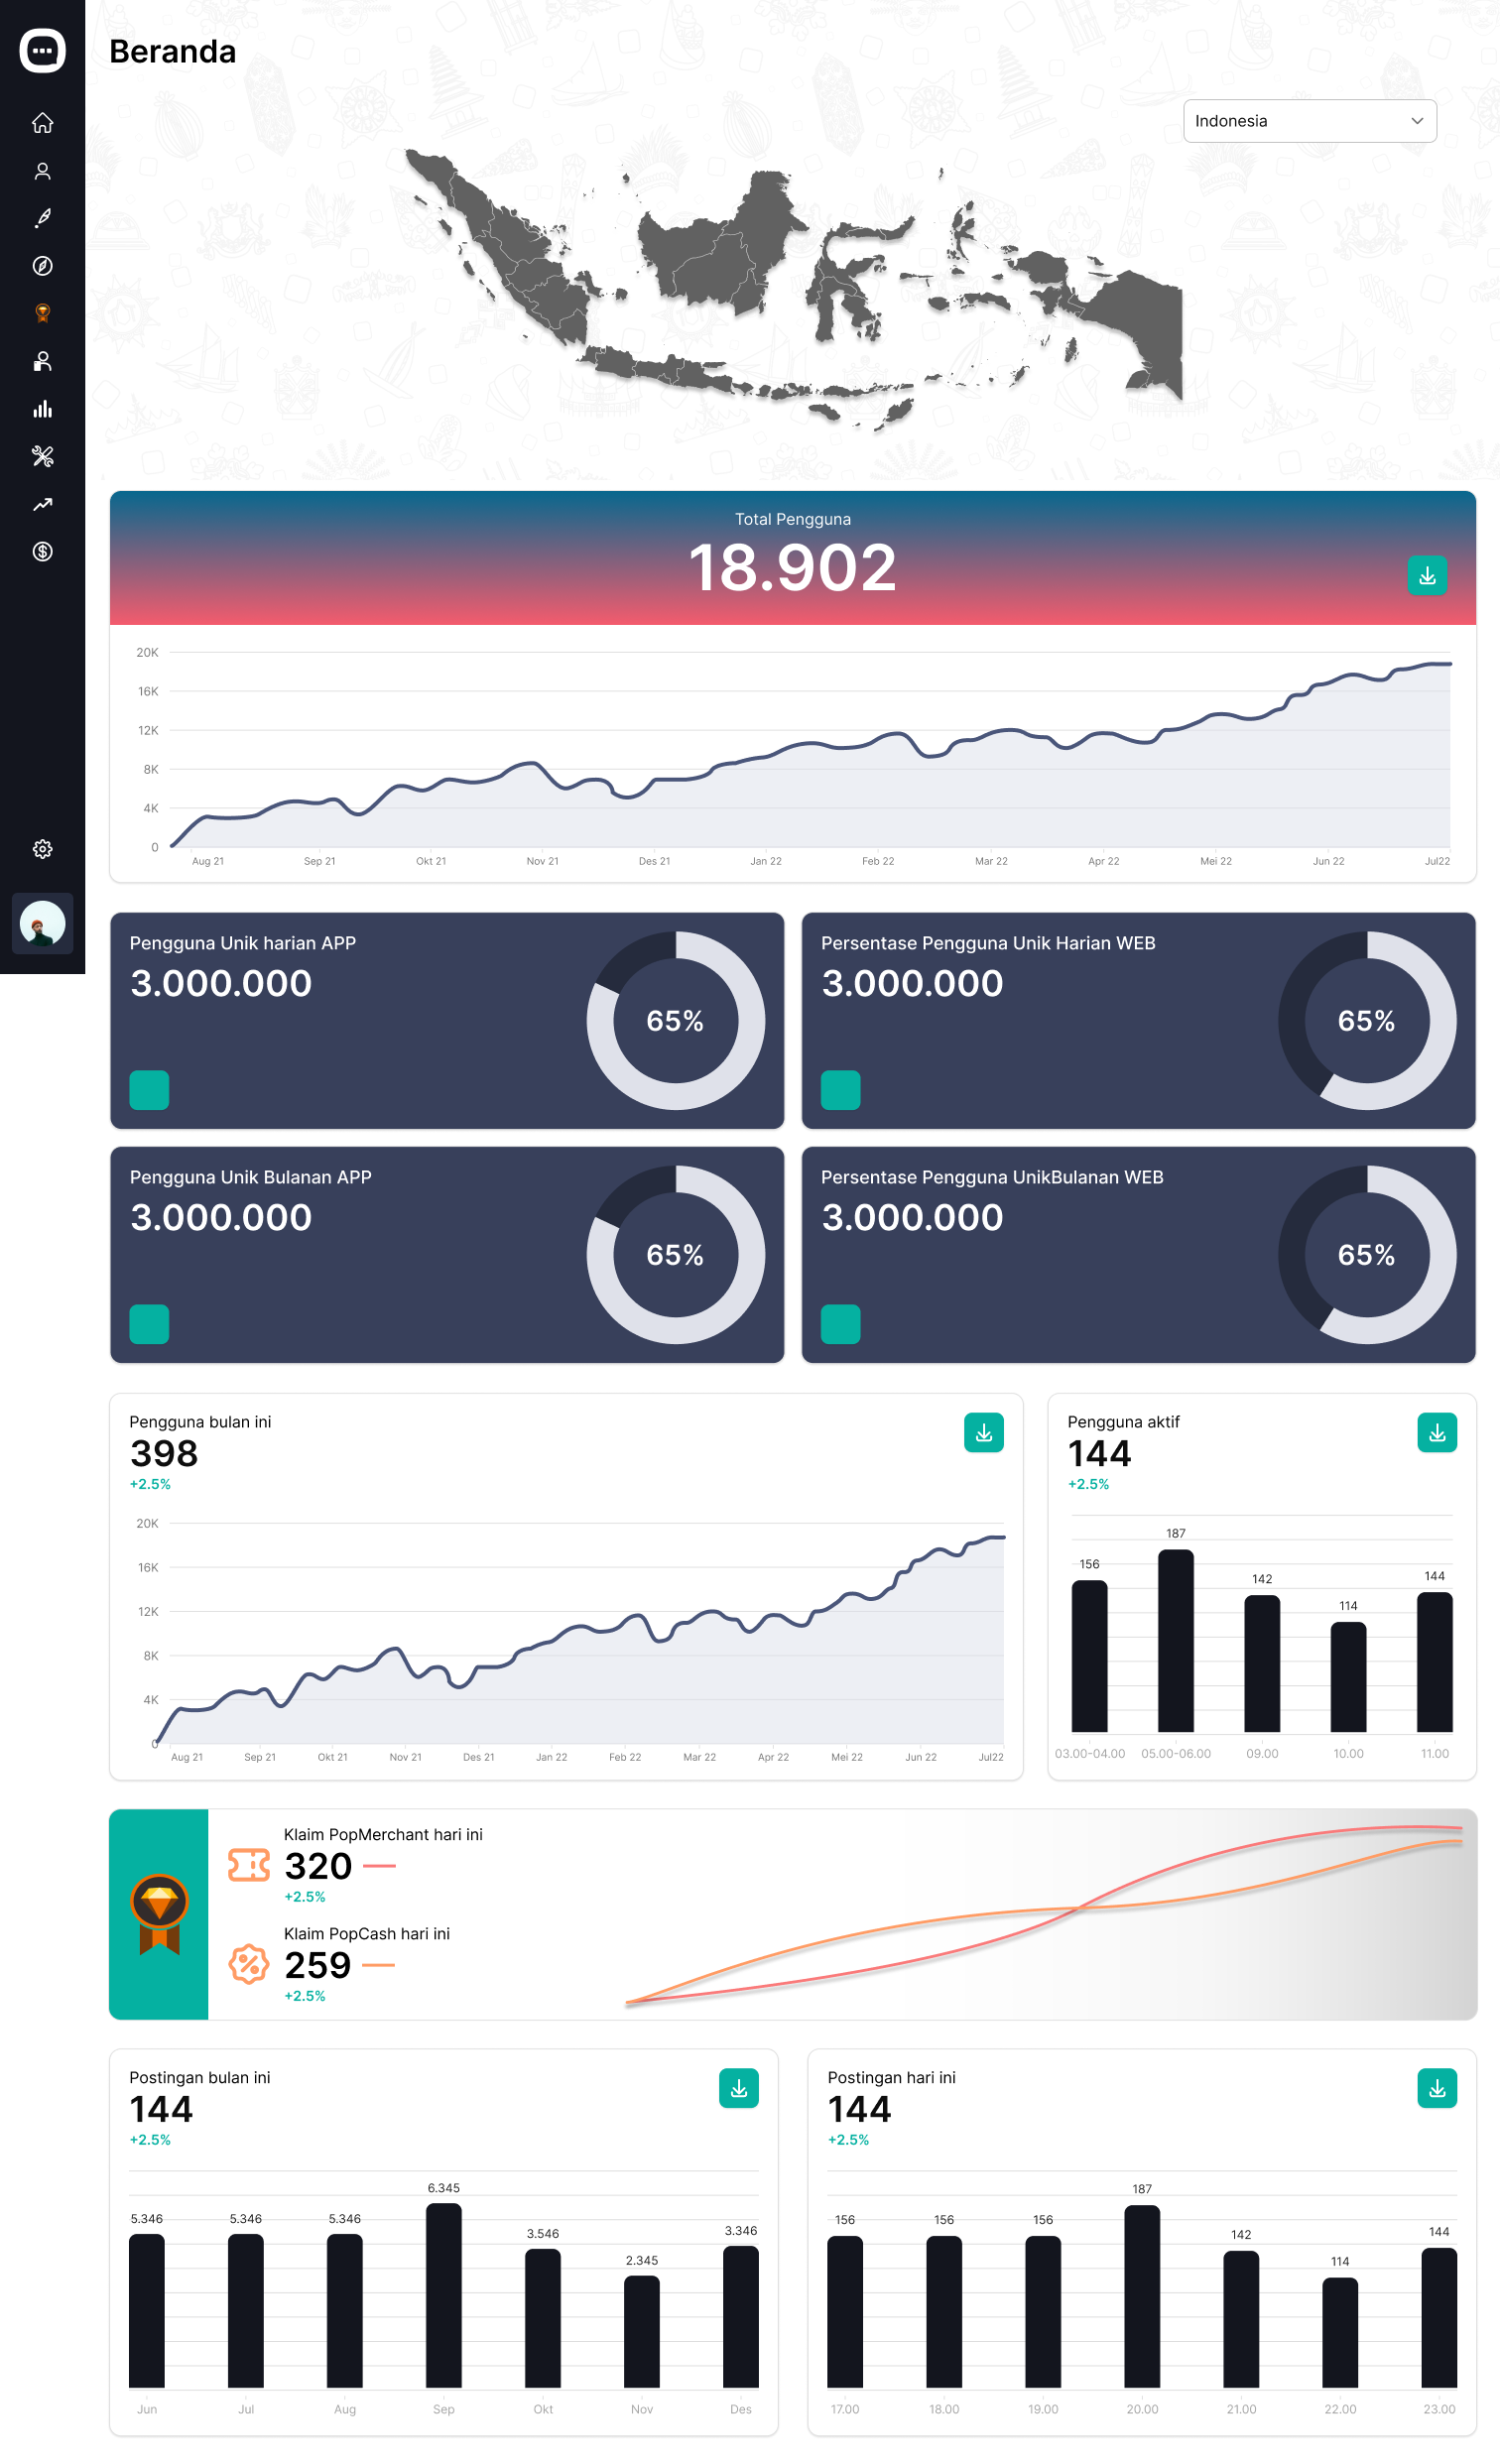 Beranda
Indonesia
Total Pengguna
18.902
20K
16K
12K
8K
4K
0
Aug 21
Sep 21
Okt 21
Nov 21
Des 21
Jan 22
Feb 22
Mar 22
Apr 22
Mei 22
Jun 22
Jul22
Pengguna Unik harian APP
3.000.000
65%
Persentase Pengguna Unik Harian WEB
3.000.000
65%
Pengguna Unik Bulanan APP
3.000.000
65%
Persentase Pengguna UnikBulanan WEB
3.000.000
65%
Pengguna bulan ini
398
+2.5%
20K
16K
12K
8K
4K
0
Aug 21
Sep 21
Okt 21
Nov 21
Des 21
Jan 22
Feb 22
Mar 22
Apr 22
Mei 22
Jun 22
Jul22
Pengguna aktif
144
+2.5%
156
187
142
114
144
03.00-04.00
05.00-06.00
09.00
10.00
11.00
Klaim PopMerchant hari ini
320
+2.5%
Klaim PopCash hari ini
259
+2.5%
Postingan bulan ini
144
+2.5%
5.346
5.346
5.346
6.345
3.546
2.345
3.346
Jun
Jul
Aug
Sep
Okt
Nov
Des
Postingan hari ini
144
+2.5%
156
156
156
187
142
114
144
17.00
18.00
19.00
20.00
21.00
22.00
23.00